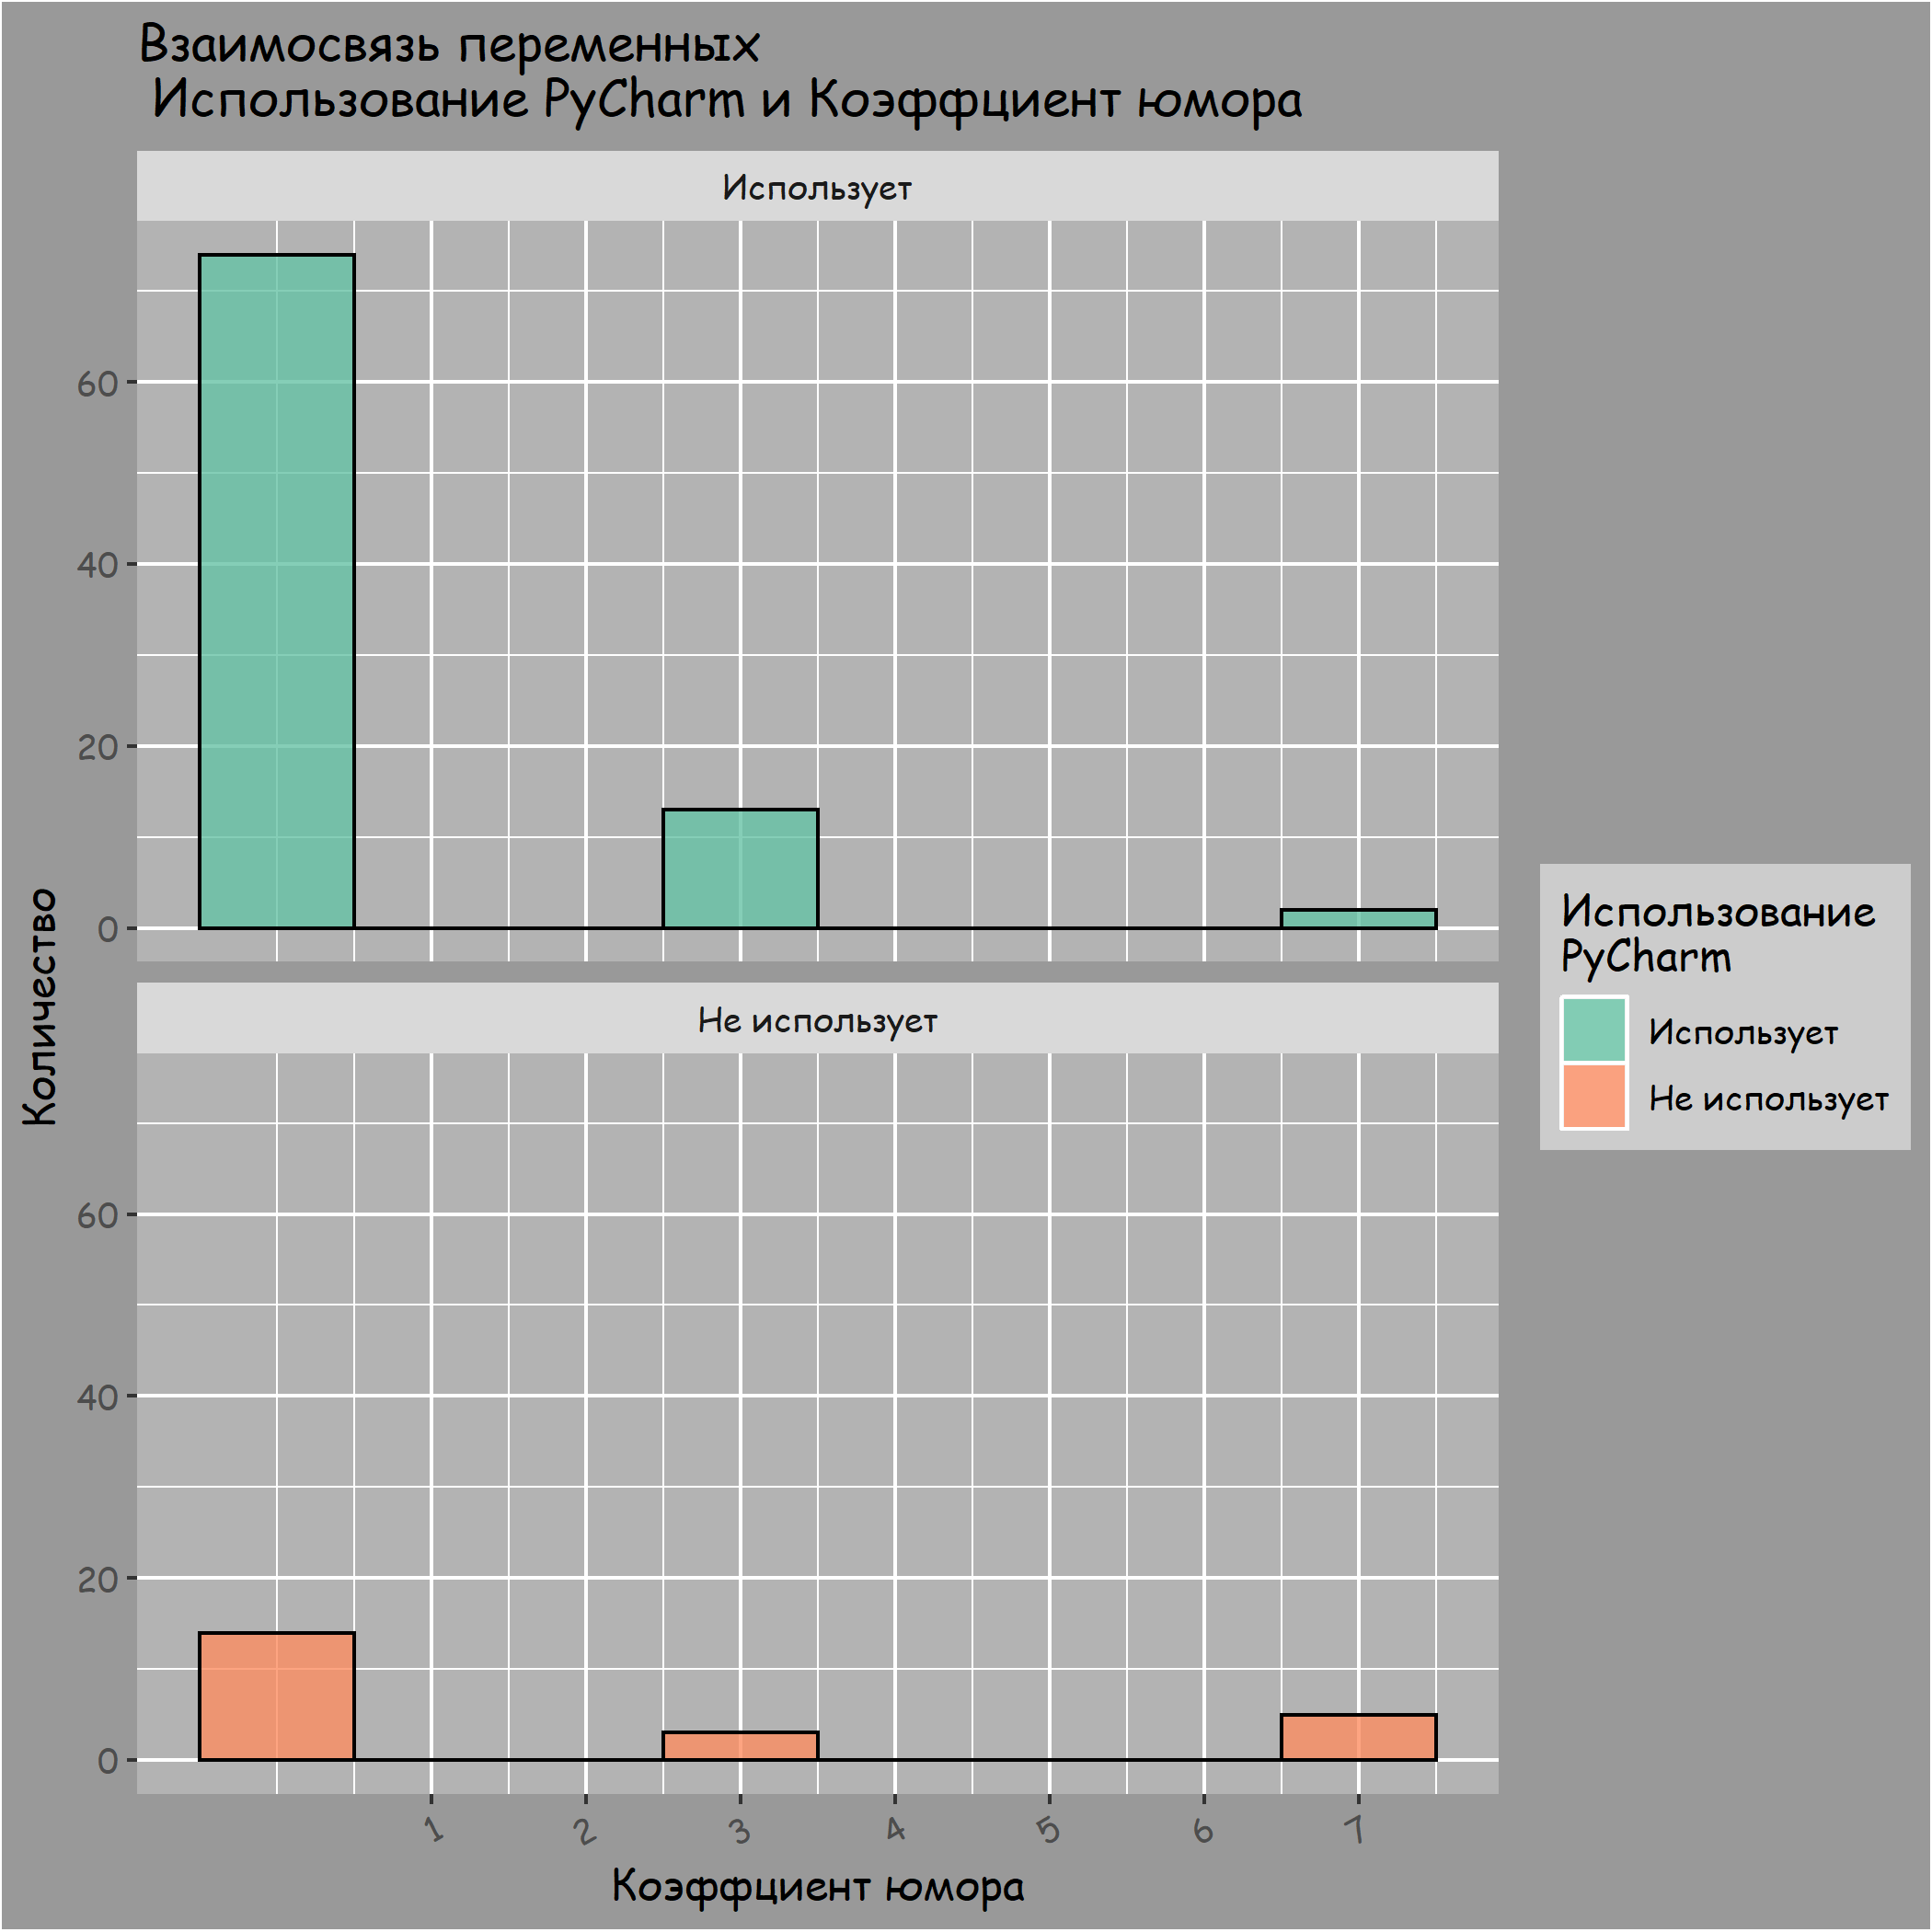 Взаимосвязь переменных
Использование PyCharm и Коэффциент юмора
Использует
60
40
20
0
Не использует
60
40
20
0
1 2 3 4 5 6 7
Коэффциент юмора
Количество
Использование
PyCharm
Использует
Не использует